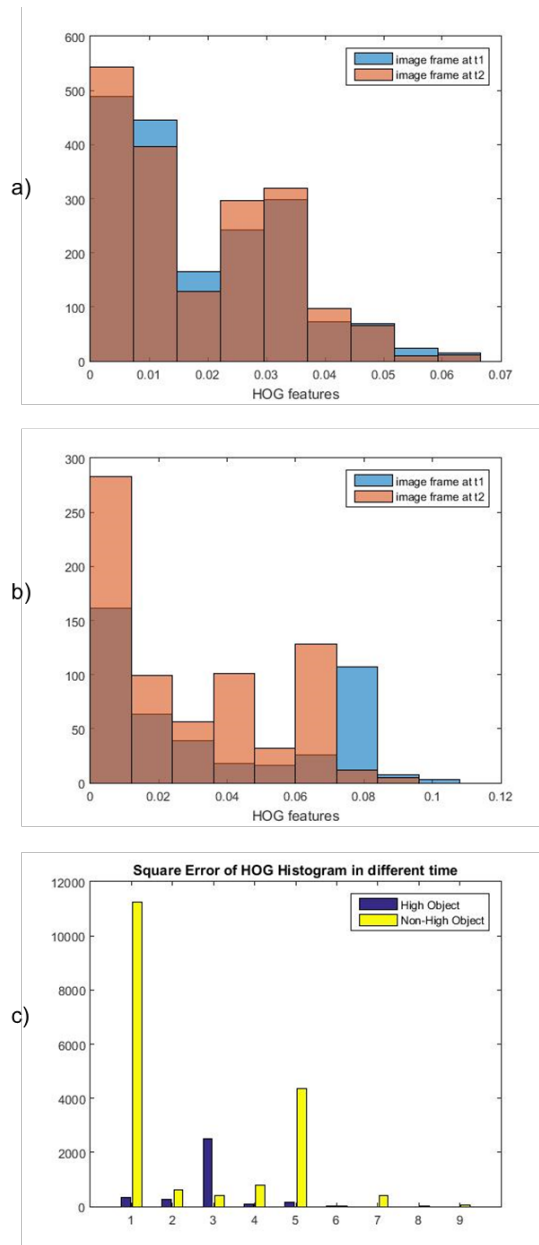 a)
600
500
400
300
200
100
0
image frame at t1
image frame at t2
0 0.01 0.02 0.03 0.04 0.05 0.06 0.07
HOG features
b)
300
250
200
150
100
50
0
image frame at t1
image frame at t2
0 0.02 0.04 0.06 0.08 0.1 0.12
HOG features
c)
Square Error of HOG Histogram in different time
12000
10000
8000
6000
4000
2000
0
High Object
Non-High Object
1 2 3 4 5 6 7 8 9